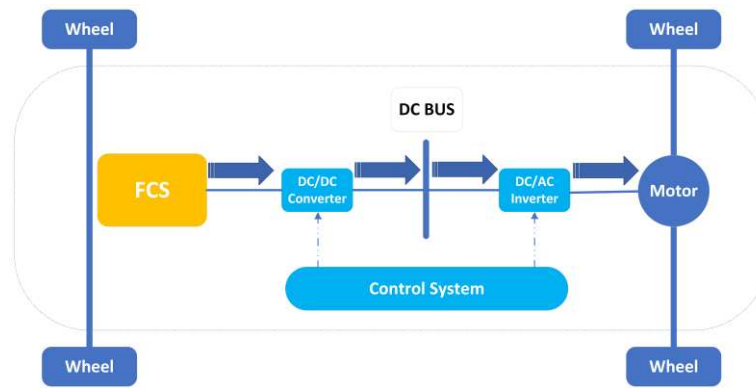 Wheel
Wheel
DC BUS
FCS
DC/DC
Converter
DC/AC
Inverter
Motor
Control System
Wheel
Wheel